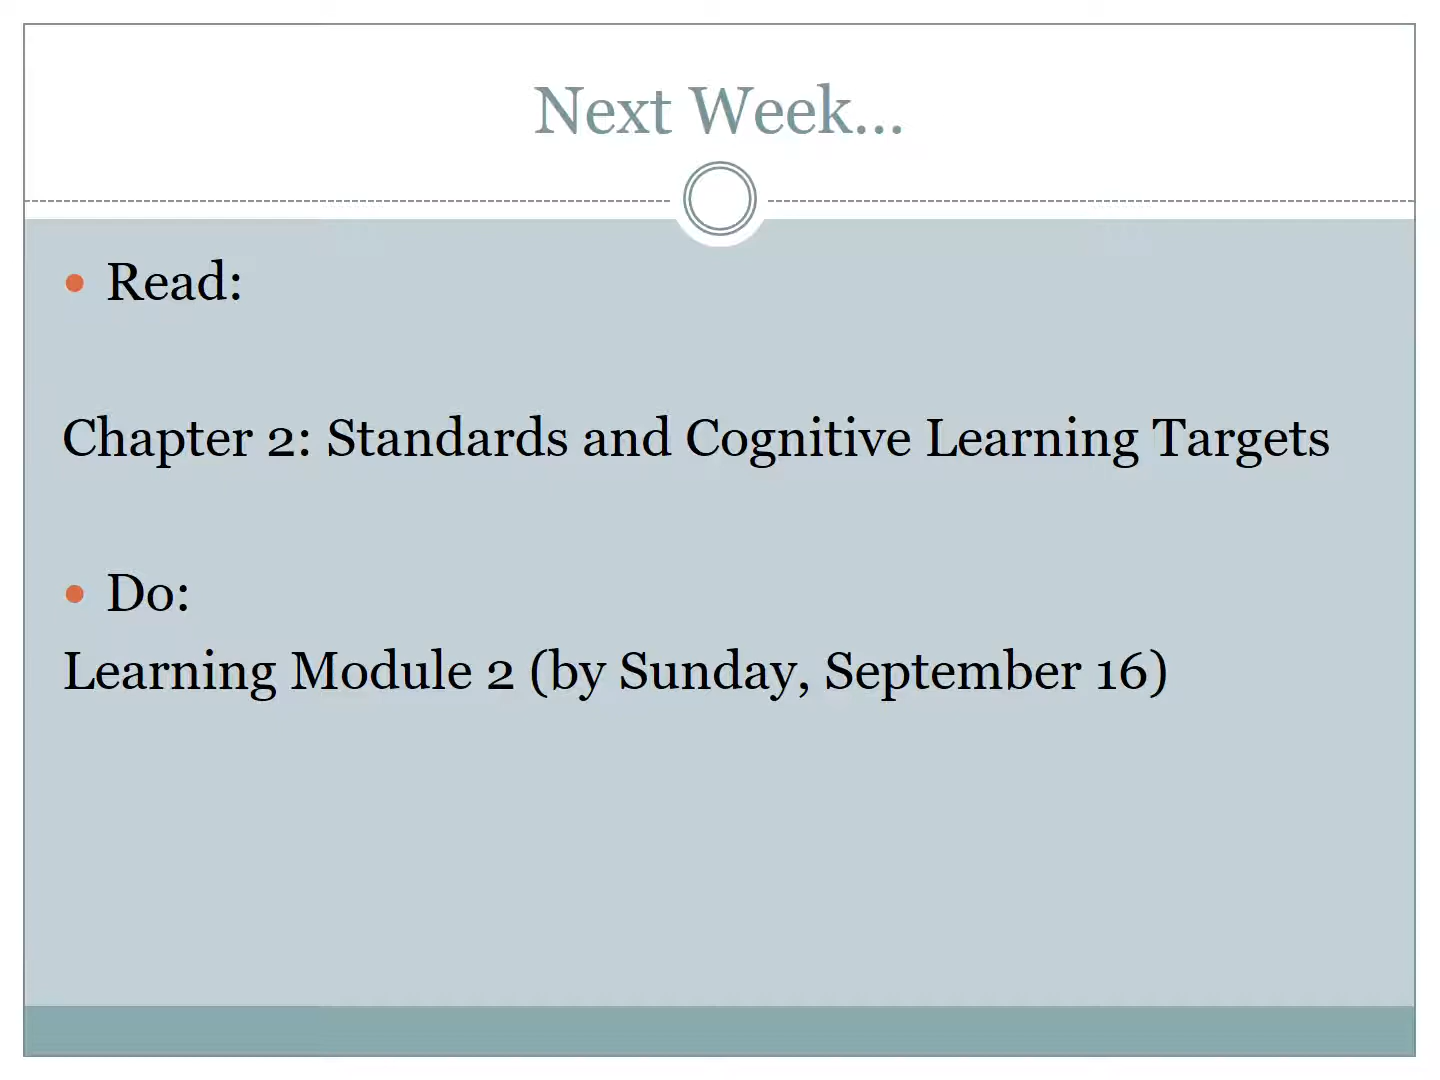 Next Week...
• Read:
Chapter 2: Standards and Cognitive Learning Targets
• Do:
Learning Module 2 (by Sunday, September 16)